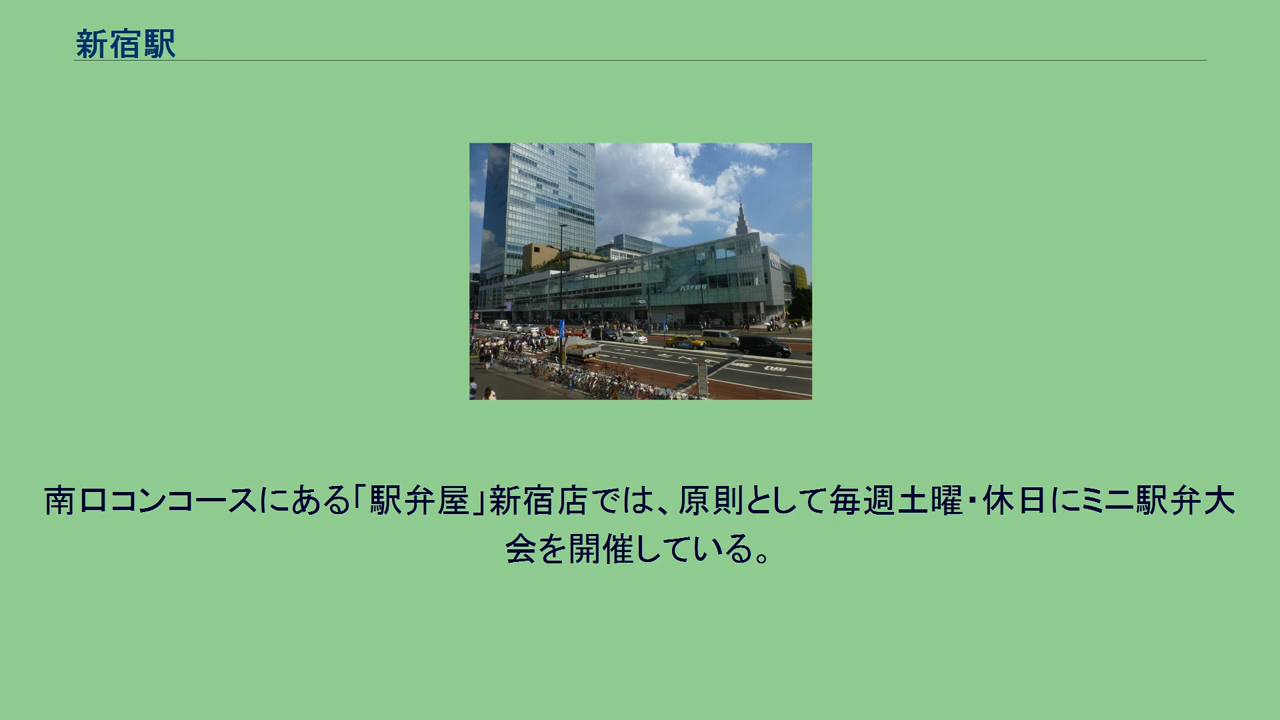 新宿駅
南口コンコースにある「駅弁屋」新宿店では、原則として毎週土曜・休日にミニ駅弁大
会を開催している。